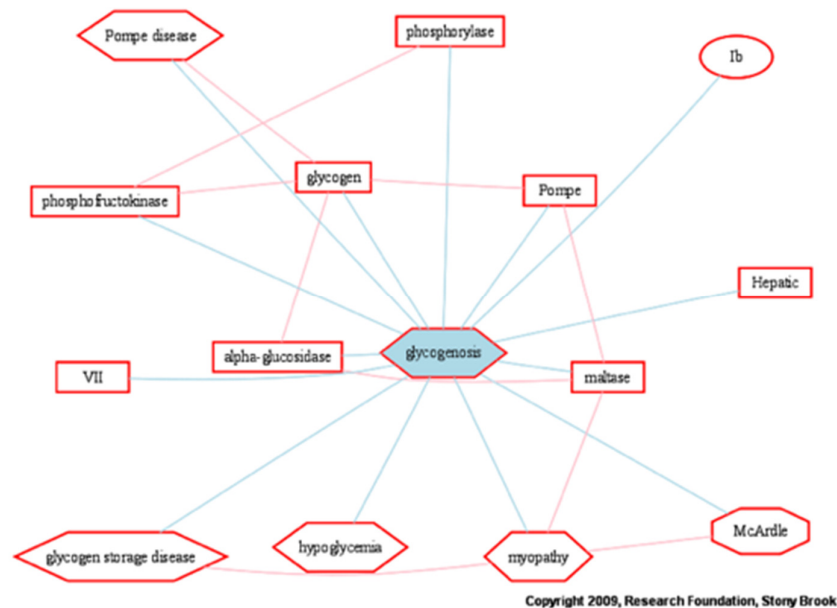 Pompe disease
phosphorylase
Ib
glycogen
Pompe
phosphofructokinase
Hepatic
alpha-glucosidase
glycogenosis
VII
maltase
McArdle
glycogen storage disease
hypoglycemia
myopathy
Copyright 2009, Research Foundation, Stony Brook